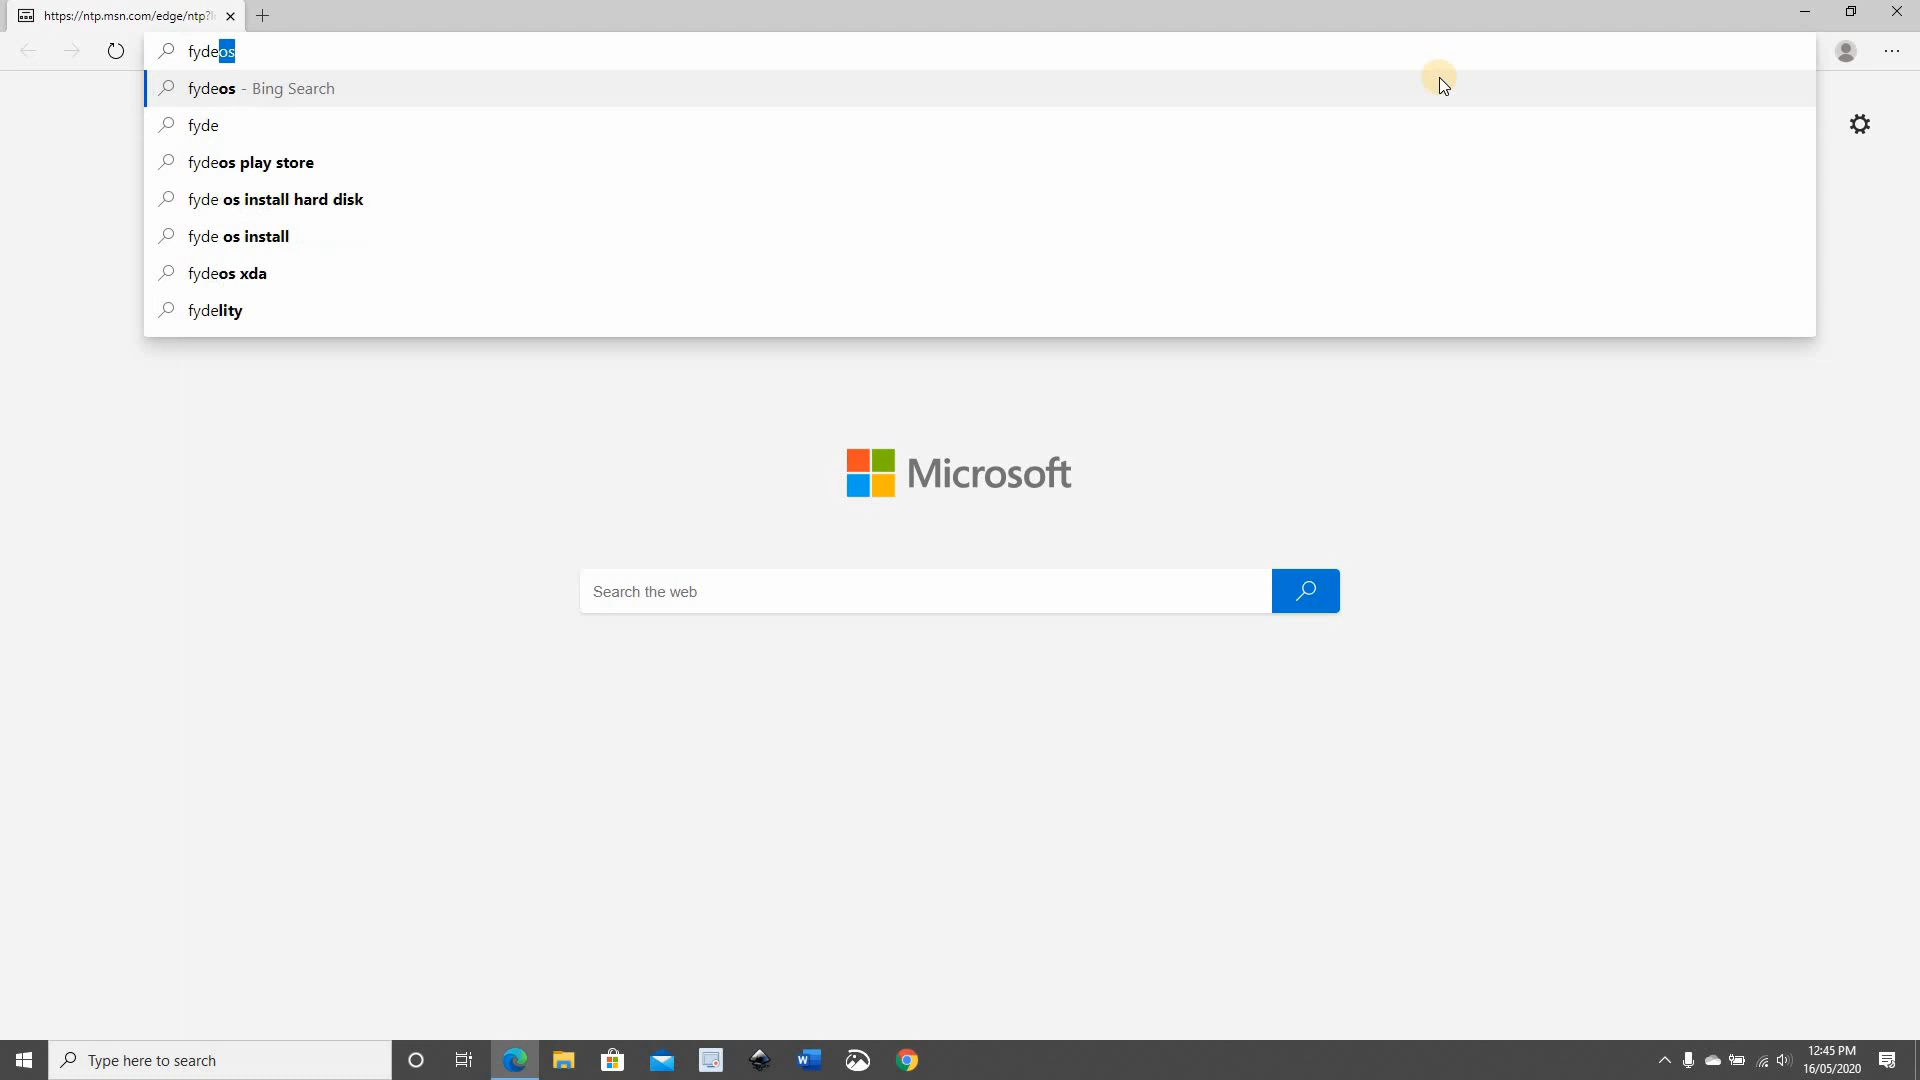 https://ntp.msn.com/edge/ntp?l
fydeos
fydeos - Bing Search
fyde
fydeos play store
fyde os install hard disk
fyde os install
fydeos xda
fydelity
Microsoft
Search the web
Type here to search
12:45 PM
16/05/2020